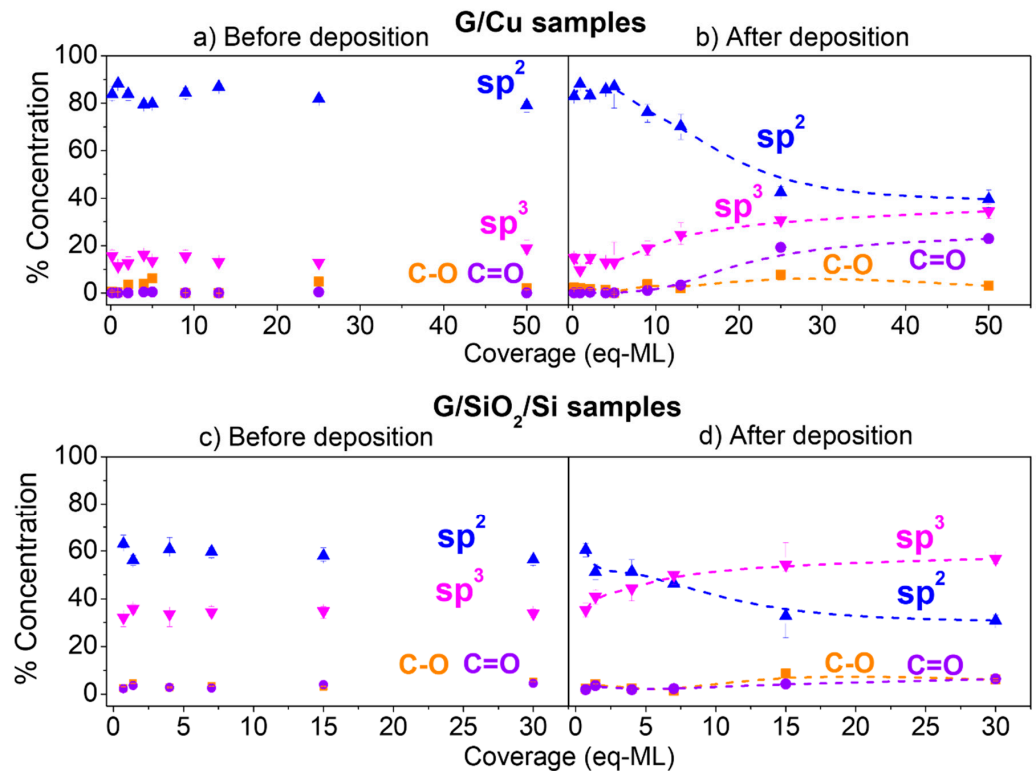 G/Cu samples
a) Before deposition
b) After deposition
% Concentration
100
80
60
40
20
0
sp²
sp³
C-O C=O
sp²
sp³
C=O
C-O
0 10 20 30 40 50
0 10 20 30 40 50
Coverage (eq-ML)
G/SiO₂/Si samples
c) Before deposition
d) After deposition
% Concentration
100
80
60
40
20
0
sp²
sp³
C-O C=O
sp³
sp²
C-O C=O
0 5 10 15 20 25 30
0 5 10 15 20 25 30
Coverage (eq-ML)